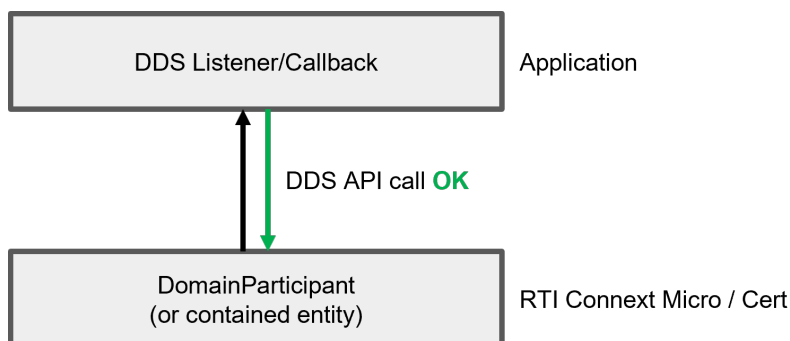 DDS Listener/Callback
Application
DDS API call OK
DomainParticipant
(or contained entity)
RTI Connext Micro / Cert